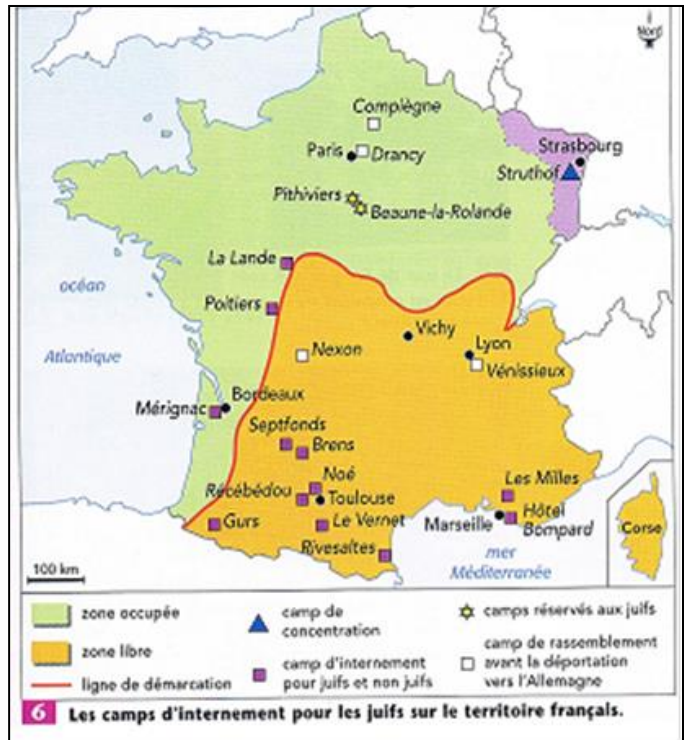 Nord
Complègne
Paris
Drancy
Strasbourg
Struthof
Pithiviers
Beaune-la-Rolande
La Lande
océan
Poitiers
Atlantique
Vichy
Nexon
Lyon
Vénissieux
Bordeaux
Mérignac
Septfonds
Brens
Noé
Récébédou
Toulouse
Les Milles
Gurs
Le Vernet
Marseille
Hôtel
Bompard
Corse
Rivesaltes
mer
Méditerranée
100 km
zone occupée
zone libre
ligne de démarcation
camp de
concentration
camp d'internement
pour juifs et non juifs
camps réservés aux juifs
camp de rassemblement
avant la déportation
vers l'Allemagne
6 Les camps d'internement pour les juifs sur le territoire français.